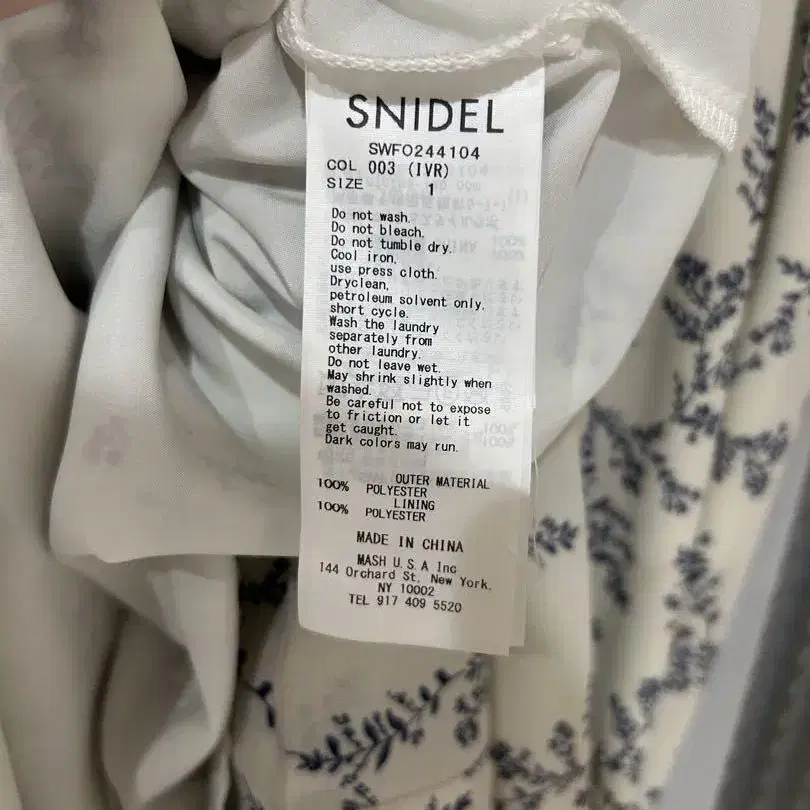 SNIDEL
SWFO244104
COL 003 (IVR)
SIZE 1
Do not wash.
Do not bleach.
Do not tumble dry.
Cool iron,
use press cloth.
Dryclean,
petroleum solvent only,
short cycle.
Wash the laundry
separately from
other laundry.
Do not leave wet.
May shrink slightly when
washed.
Be careful not to expose
to friction or let it
get caught.
Dark colors may run.
OUTER MATERIAL
100% POLYESTER
LINING
100% POLYESTER
MADE IN CHINA
MASH U.S.A Inc
144 Orchard St. New York.
NY 10002
TEL 917 409 5520